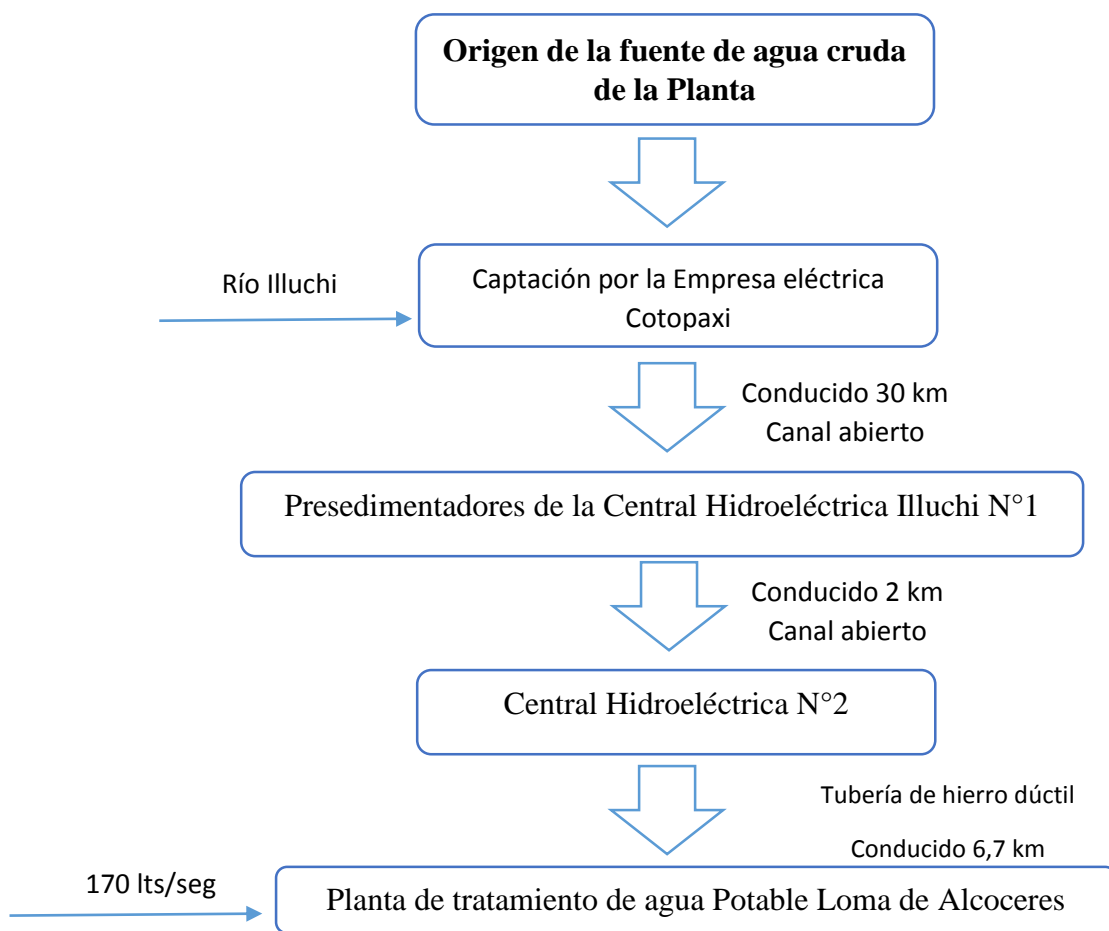 Origen de la fuente de agua cruda
de la Planta
Río Illuchi
Captación por la Empresa eléctrica
Cotopaxi
Conducido 30 km
Canal abierto
Presedimentadores de la Central Hidroeléctrica Illuchi N°1
Conducido 2 km
Canal abierto
Central Hidroeléctrica N°2
Tubería de hierro dúctil
Conducido 6,7 km
170 lts/seg
Planta de tratamiento de agua Potable Loma de Alcoceres